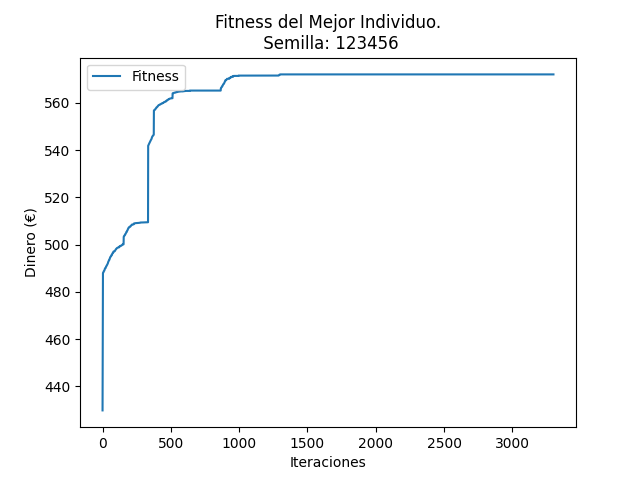 Fitness del Mejor Individuo.
Semilla: 123456
Fitness
Dinero (€)
560
540
520
500
480
460
440
0
500
1000
1500
2000
2500
3000
Iteraciones